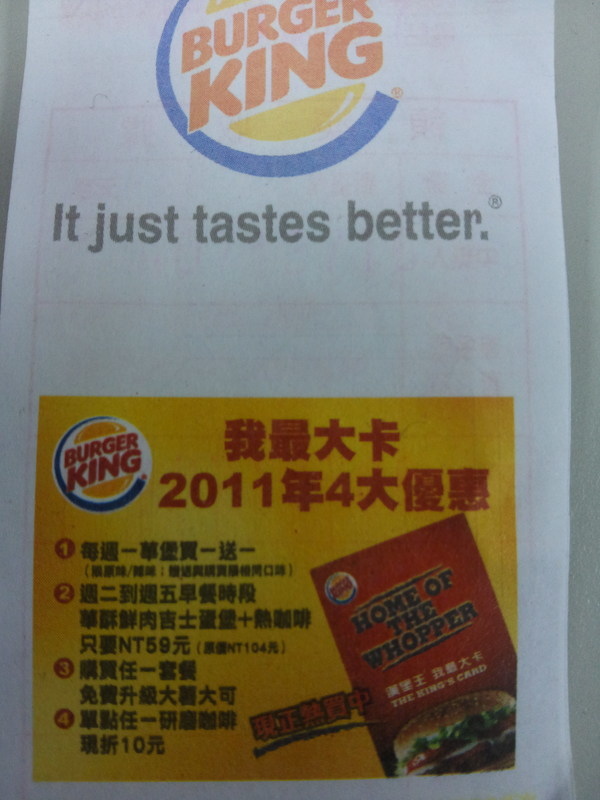 BURGER
KING®
It just tastes better.®
BURGER
KING®
我最大卡
2011年4大優惠
1 每週一華堡買一送一
2 週二到週五早餐時段
華酥鮮肉吉士蛋堡+熱咖啡
只要NT59元(原價NT104元)
3 購買任一套餐
免費升級大薯大可
4 單點任一研磨咖啡
現折10元
現正熱賣中
BURGER
KING
HOME OF
THE
WHOPPER
漢堡王 我最大卡
THE KING'S CARD